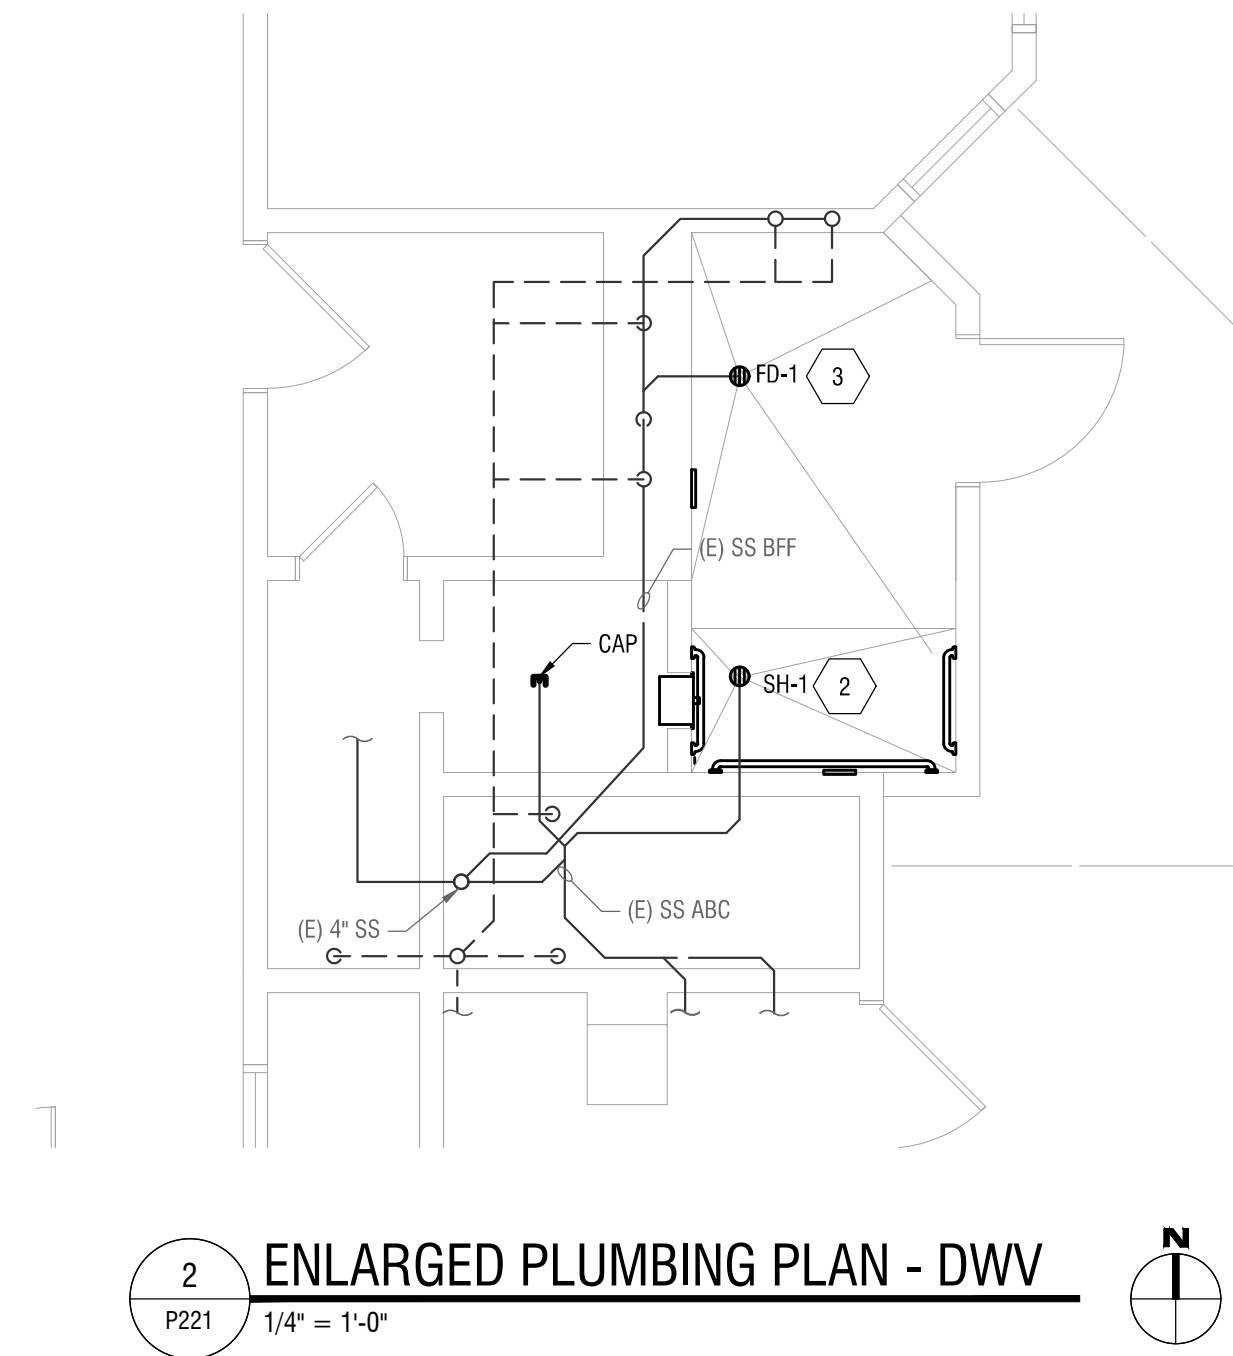 FD-1
3
(E) SS BFF
CAP
SH-1
2
(E) SS ABC
(E) 4" SS
2
P221
ENLARGED PLUMBING PLAN - DWV
1/4" = 1'-0"
N